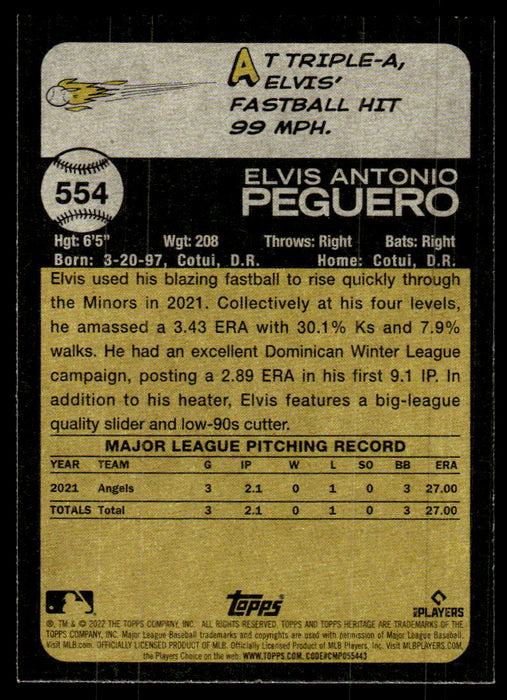 AT TRIPLE-A,
ELVIS'
FASTBALL HIT
99 MPH.
554
ELVIS ANTONIO
PEGUERO
Hgt: 6'5" Wgt: 208 Throws: Right Bats: Right
Born: 3-20-97, Cotui, D.R. Home: Cotui, D.R.
Elvis used his blazing fastball to rise quickly through
the Minors in 2021. Collectively at his four levels,
he amassed a 3.43 ERA with 30.1% Ks and 7.9%
walks. He had an excellent Dominican Winter League
campaign, posting a 2.89 ERA in his first 9.1 IP. In
addition to his heater, Elvis features a big-league
quality slider and low-90s cutter.
MAJOR LEAGUE PITCHING RECORD
YEAR TEAM G IP W L SO BB ERA
2021 Angels 3 2.1 0 1 0 3 27.00
TOTALS Total 3 2.1 0 1 0 3 27.00
Topps
MLB PLAYERS
®, TM & © 2022 THE TOPPS COMPANY, INC. ALL RIGHTS RESERVED. TOPPS AND TOPPS HERITAGE ARE TRADEMARKS OF THE
TOPPS COMPANY, INC. Major League Baseball trademarks and copyrights are used with permission of Major League Baseball.
Visit MLB.com. OFFICIALLY LICENSED PRODUCT OF MLB. Officially Licensed Product of MLB Players, Inc. Visit MLBPLAYERS.com,
the Players Choice on the web. WWW.TOPPS.COM. CODE#CMP055443